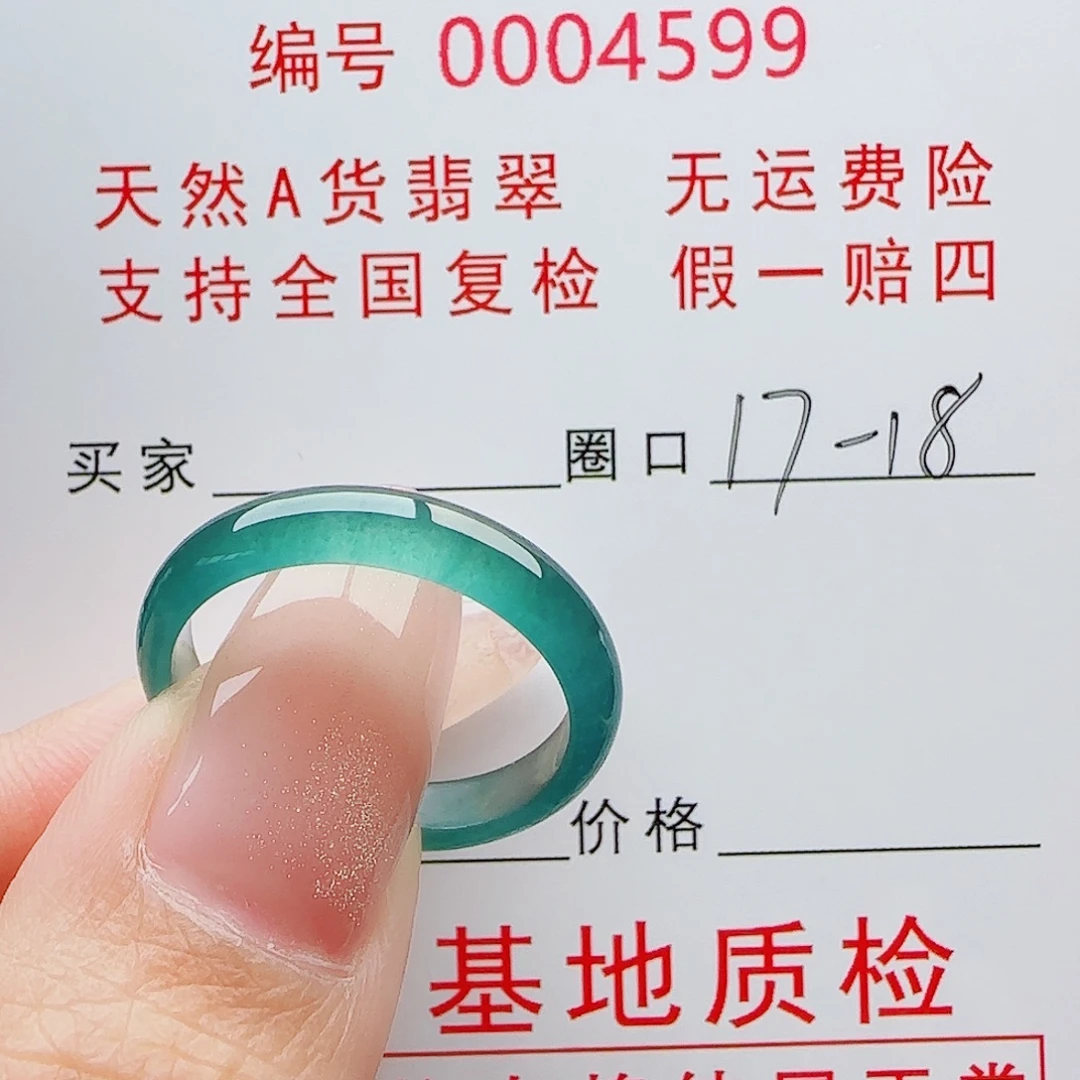 编号 0004599
天然A货翡翠 无运费险
支持全国复检 假一赔四
买家 圈口 17-18
价格
基地质检